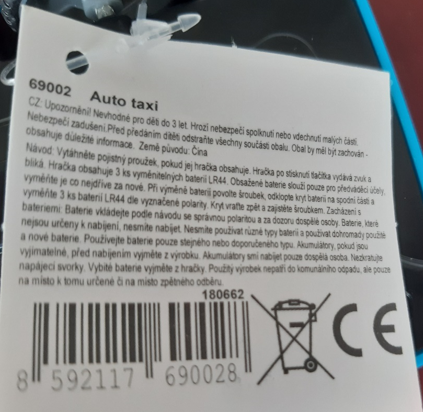 69002 Auto taxi
CZ. Upozornění! Nevhodné pro děti do 3 let. Hrozí nebezpečí spolknutí nebo vdechnutí malých částí.
Nebezpečí zadušení.Před předáním dítěti odstraňte všechny součásti obalu. Obal by měl být zachován -
obsahuje důležité informace. Země původu: Čína
Návod: Vytáhněte pojistný proužek, pokud jej hračka obsahuje. Hračka po stisknutí tlačítka vydává zvuk a
bliká. Hračka obsahuje 3 ks vyměnitelných baterií LR44. Obsažené baterie slouží pouze pro předváděcí účely,
vyměňte je co nejdříve za nové. Při výměně baterií povolte šroubek, odklopte kryt baterií na spodní části a
vyměňte 3 ks baterií LR44 dle vyznačené polarity. Kryt vraťte zpět a zajistěte šroubkem. Zacházení s
bateriemi: Baterie vkládejte podle návodu se správnou polaritou a za dozoru dospělé osoby. Baterie, které
nejsou určeny k nabíjení, nesmíte nabíjet. Nesmíte používat různé typy baterií a používat dohromady použité
a nové baterie. Používejte baterie pouze stejného nebo doporučeného typu. Akumulátory, pokud jsou
vyjímatelné, před nabíjením vyjměte z výrobku. Akumulátory smí nabíjet pouze dospělá osoba. Nezkratujte
napájecí svorky. Vybité baterie vyjměte z hračky. Použitý výrobek nepatří do komunálního odpadu, ale pouze
na místo k tomu určené či na místo zpětného odběru.
180662
8 592117 690028
CE